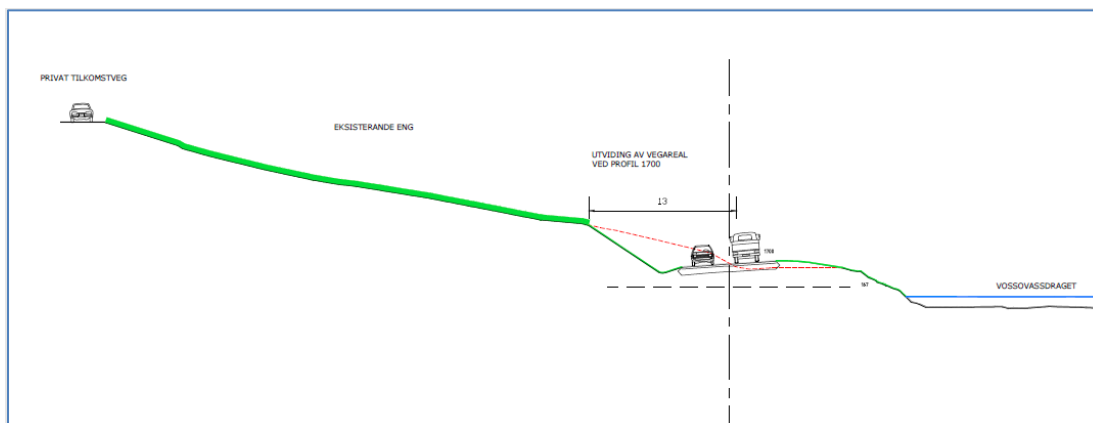 PRIVAT TILKOMSTVEG
EKSISTERANDE ENG
UTVIDING AV VEGAREAL
VED PROFIL 1700
13
VOSSOVASSDRAGET